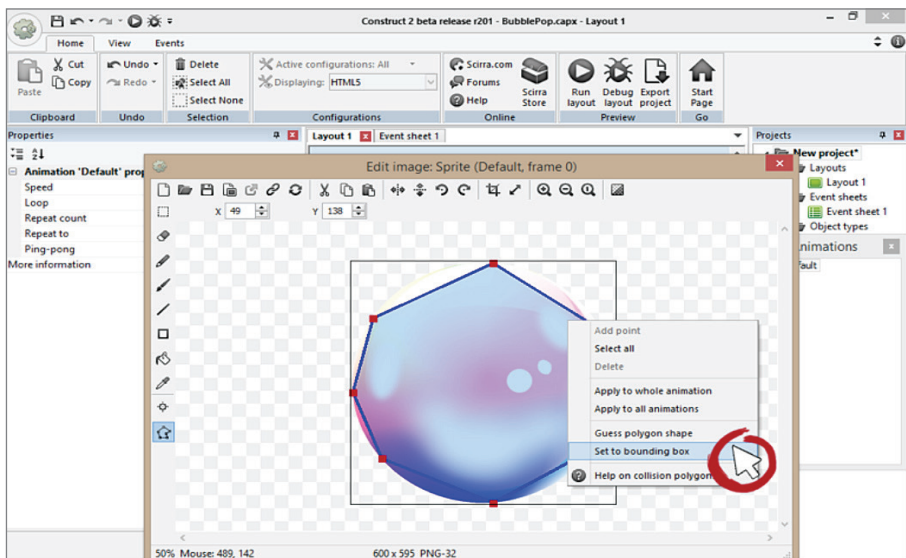 Construct 2 beta release r201 - BubblePop.capx - Layout 1
Home View Events
Paste
Cut
Copy
Clipboard
Undo
Redo
Undo
Delete
Select All
Select None
Selection
Active configurations: All
Displaying: HTML5
Configurations
Scirra.com
Forums
Help
Scirra Store
Online
Run layout
Debug layout
Export project
Preview
Start Page
Go
Properties
Layout 1 Event sheet 1
Projects
Animation 'Default' prop
Speed
Loop
Repeat count
Repeat to
Ping-pong
More information
New project*
Layouts
Layout 1
Event sheets
Event sheet 1
Object types
nimations
fault
Edit image: Sprite (Default, frame 0)
X 49 Y 138
Add point
Select all
Delete
Apply to whole animation
Apply to all animations
Guess polygon shape
Set to bounding box
Help on collision polygon
50% Mouse: 489, 142 600 x 595 PNG-32